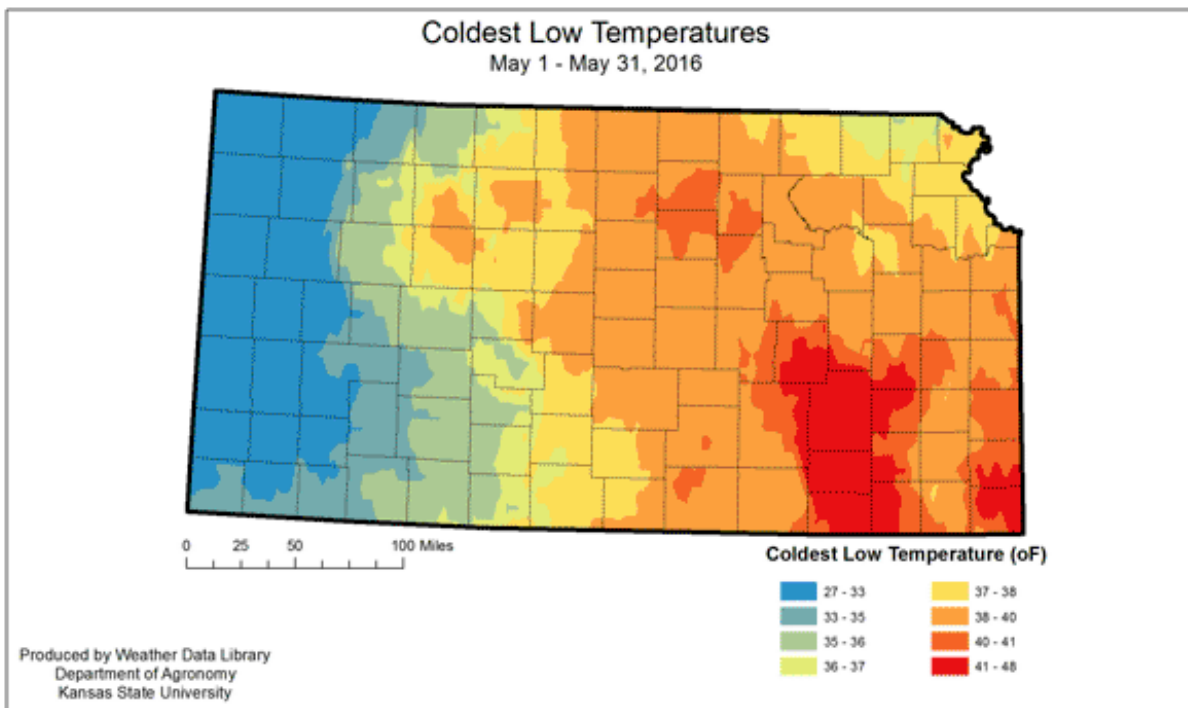 Coldest Low Temperatures
May 1 - May 31, 2016
0 25 50 100 Miles
Coldest Low Temperature (oF)
27 - 33
33 - 35
35 - 36
36 - 37
37 - 38
38 - 40
40 - 41
41 - 48
Produced by Weather Data Library
Department of Agronomy
Kansas State University